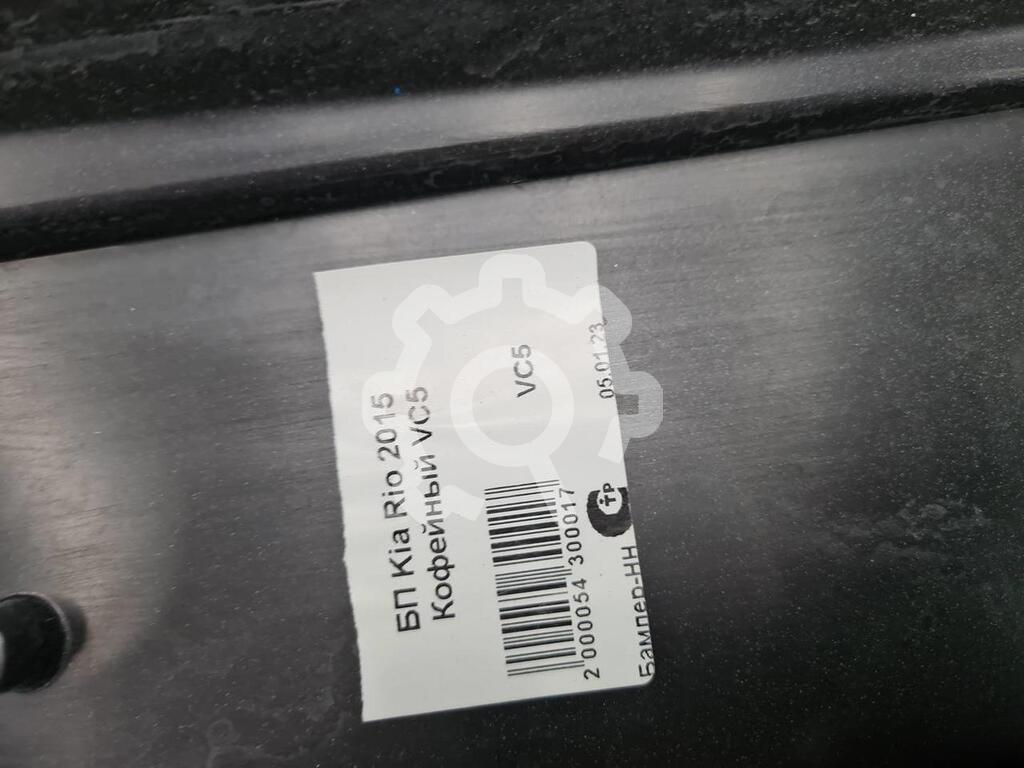 БП Kia Rio 2015
Кофейный VC5
VC5
2 000054 300017
05.01.23
Бампер-НН